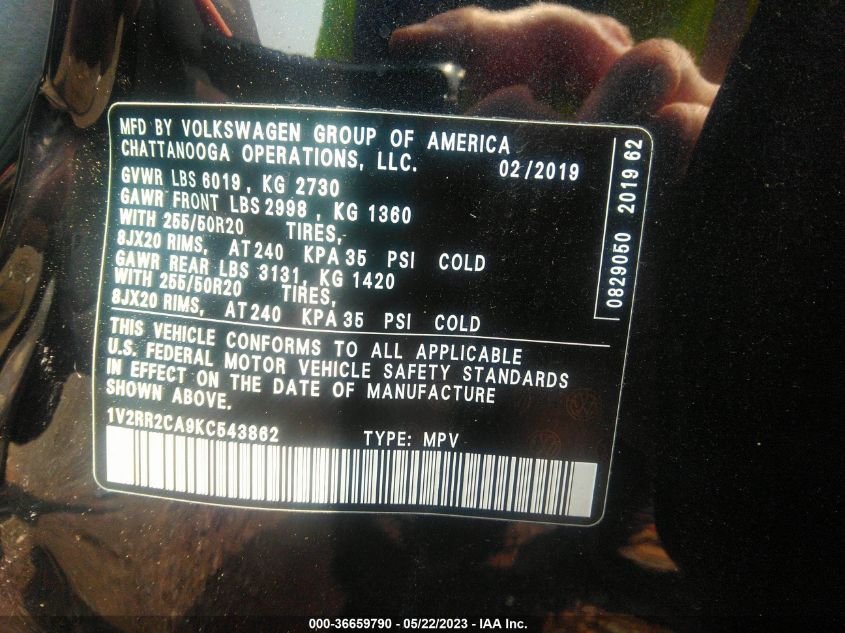 MFD BY VOLKSWAGEN GROUP OF AMERICA
CHATTANOOGA OPERATIONS, LLC. 02/2019
GVWR LBS 6019, KG 2730
GAWR FRONT LBS 2998, KG 1360
WITH 255/50R20 TIRES,
8JX20 RIMS, AT 240 KPA 35 PSI COLD
GAWR REAR LBS 3131, KG 1420
WITH 255/50R20 TIRES,
8JX20 RIMS, AT 240 KPA 35 PSI COLD
THIS VEHICLE CONFORMS TO ALL APPLICABLE
U.S. FEDERAL MOTOR VEHICLE SAFETY STANDARDS
IN EFFECT ON THE DATE OF MANUFACTURE
SHOWN ABOVE.
1V2RR2CA9KC543862 TYPE: MPV
0829050 2019 62
000-36659790 - 05/22/2023 - IAA Inc.